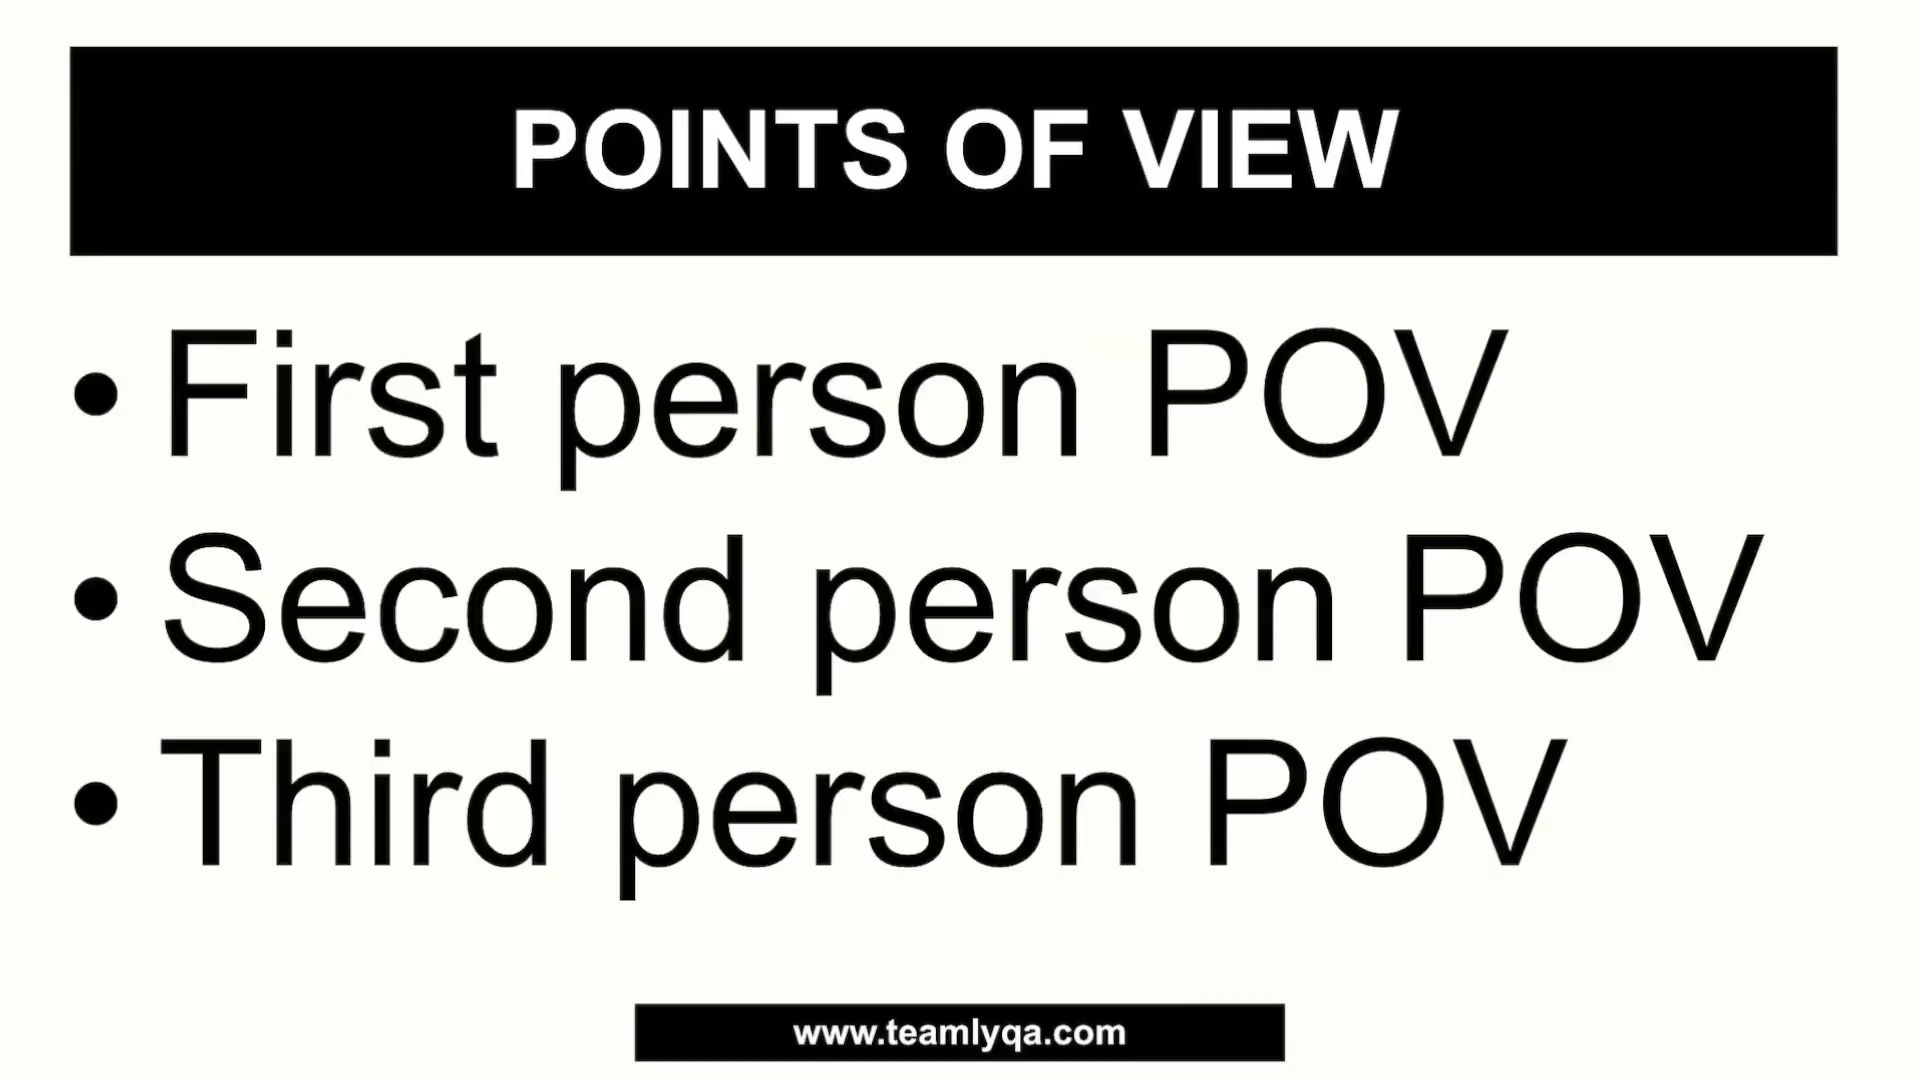 POINTS OF VIEW
• First person POV
• Second person POV
• Third person POV
www.teamlyqa.com